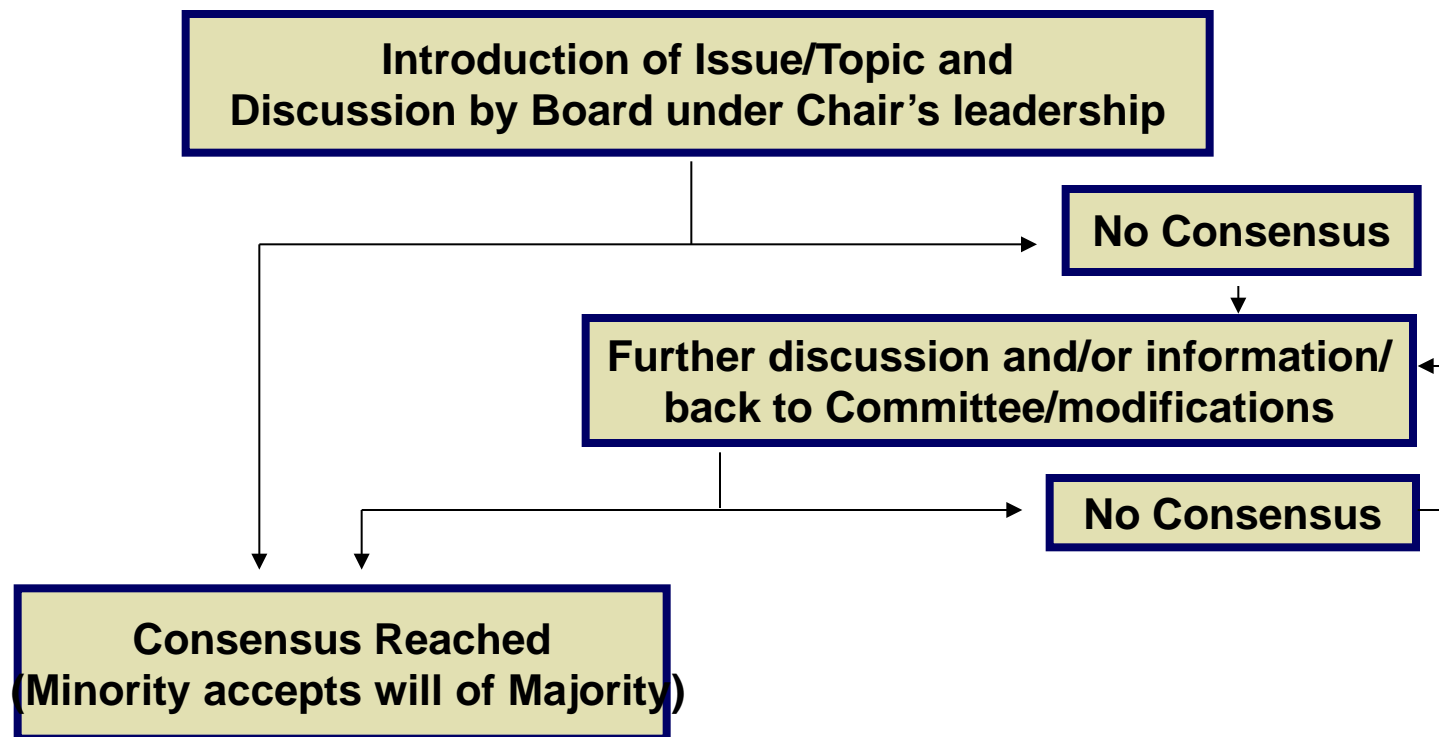 Introduction of Issue/Topic and
Discussion by Board under Chair’s leadership
No Consensus
Further discussion and/or information/
back to Committee/modifications
No Consensus
Consensus Reached
(Minority accepts will of Majority)